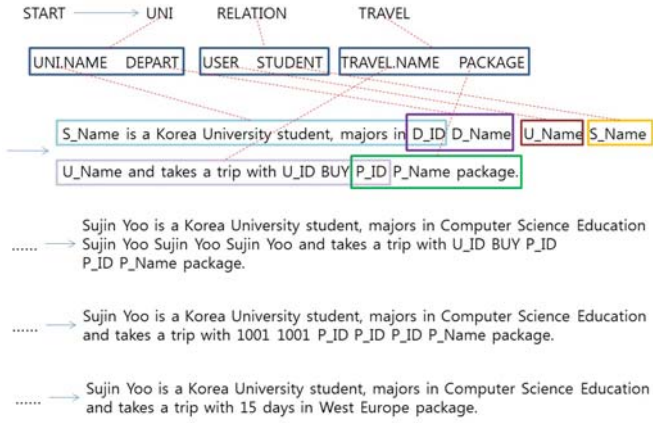 START UNI RELATION TRAVEL
UNI.NAME DEPART USER STUDENT TRAVEL.NAME PACKAGE
S_Name is a Korea University student, majors in D_ID D_Name U_Name S_Name
U_Name and takes a trip with U_ID BUY P_ID P_Name package.
Sujin Yoo is a Korea University student, majors in Computer Science Education
...... Sujin Yoo Sujin Yoo Sujin Yoo and takes a trip with U_ID BUY P_ID
P_ID P_Name package.
Sujin Yoo is a Korea University student, majors in Computer Science Education
...... and takes a trip with 1001 1001 P_ID P_ID P_ID P_Name package.
Sujin Yoo is a Korea University student, majors in Computer Science Education
...... and takes a trip with 15 days in West Europe package.